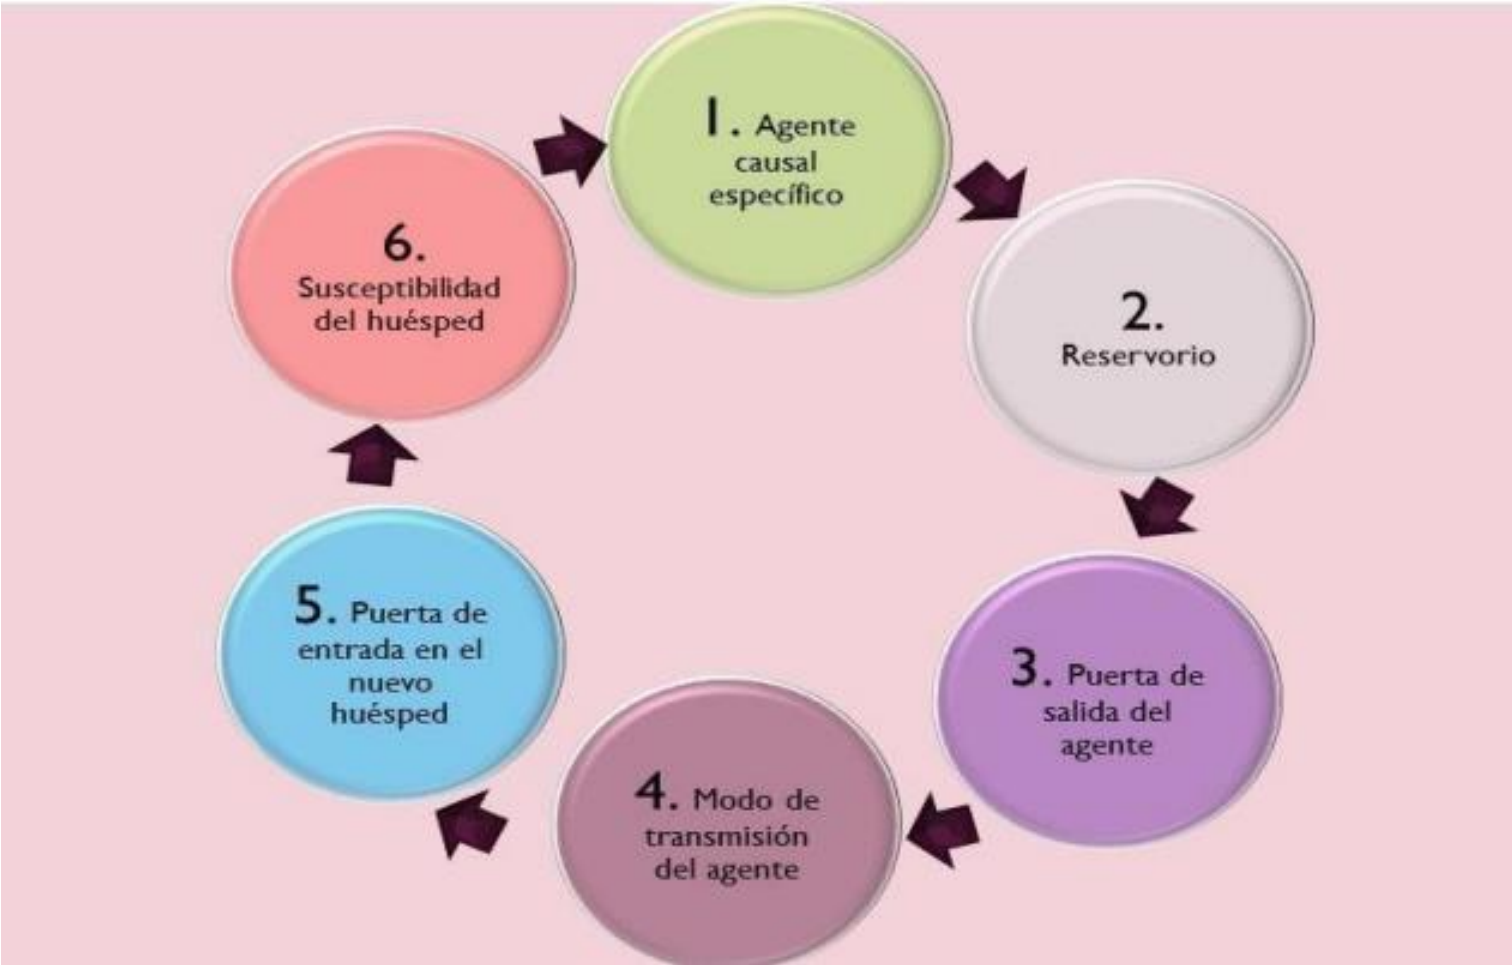 1. Agente
causal
específico
2.
Reservorio
3. Puerta de
salida del
agente
4. Modo de
transmisión
del agente
5. Puerta de
entrada en el
nuevo
huésped
6.
Susceptibilidad
del huésped